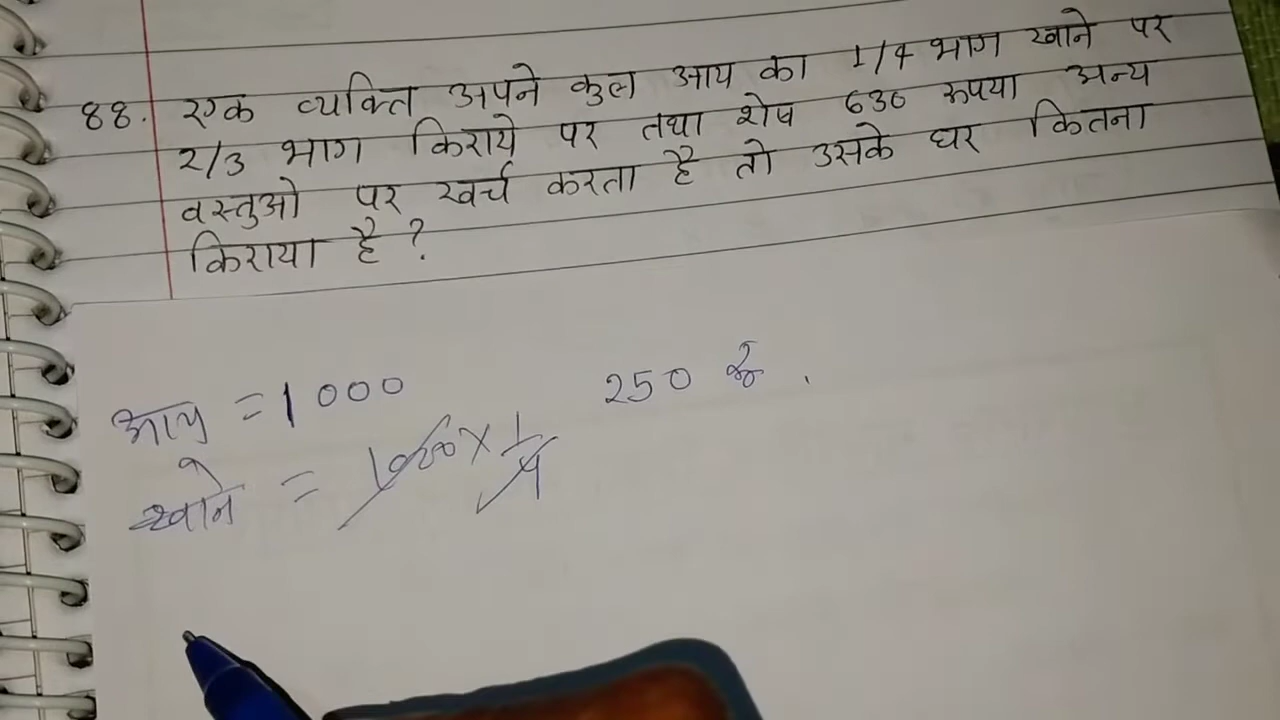 88. एक व्यक्ति अपने कुल आय का 1/4 भाग खाने पर
2/3 भाग किराये पर तथा शेष 630 रूपया अन्य
वस्तुओ पर खर्च करता है तो उसके घर कितना
किराया है ?
आय = 1000 250 रु.
खाने = 1000 x 1/4